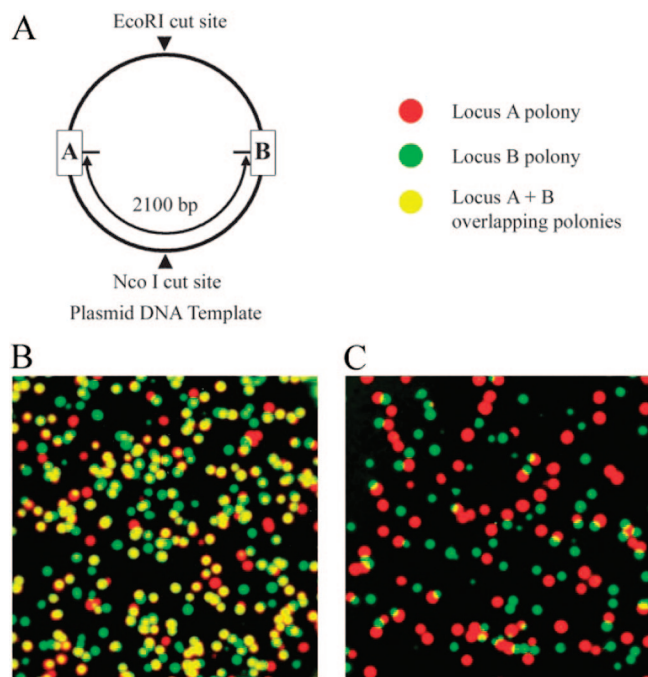 A
EcoRI cut site
A
B
2100 bp
Nco I cut site
Plasmid DNA Template
Locus A polony
Locus B polony
Locus A + B
overlapping polonies
B
C